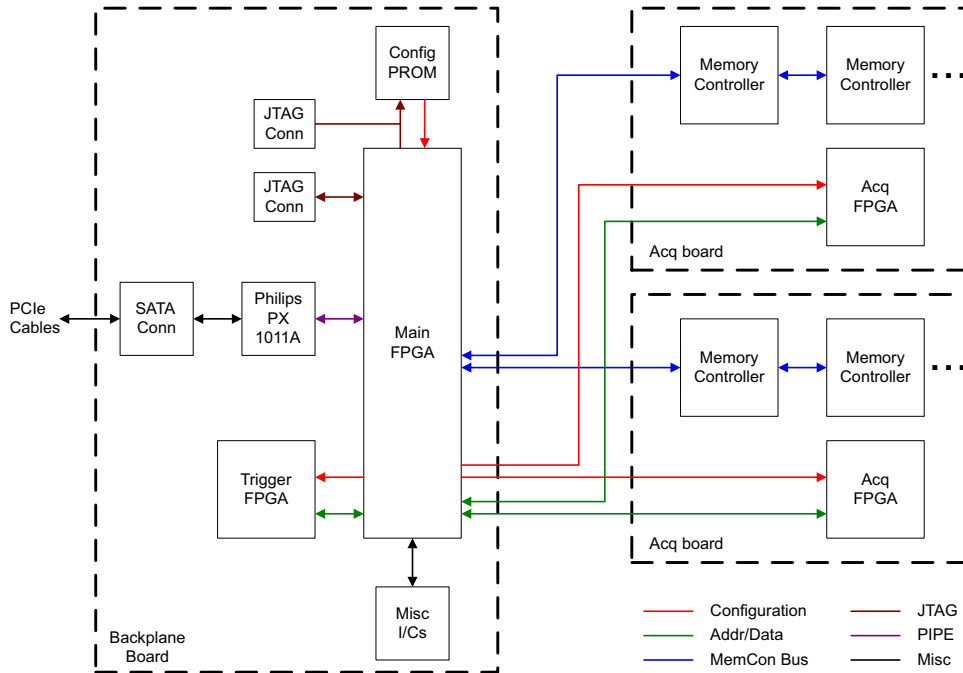 Config
PROM
JTAG
Conn
JTAG
Conn
PCIe
Cables
SATA
Conn
Philips
PX
1011A
Main
FPGA
Trigger
FPGA
Misc
I/Cs
Backplane
Board
Memory
Controller
Memory
Controller
Acq
FPGA
Acq board
Memory
Controller
Memory
Controller
Acq
FPGA
Acq board
Configuration
Addr/Data
MemCon Bus
JTAG
PIPE
Misc